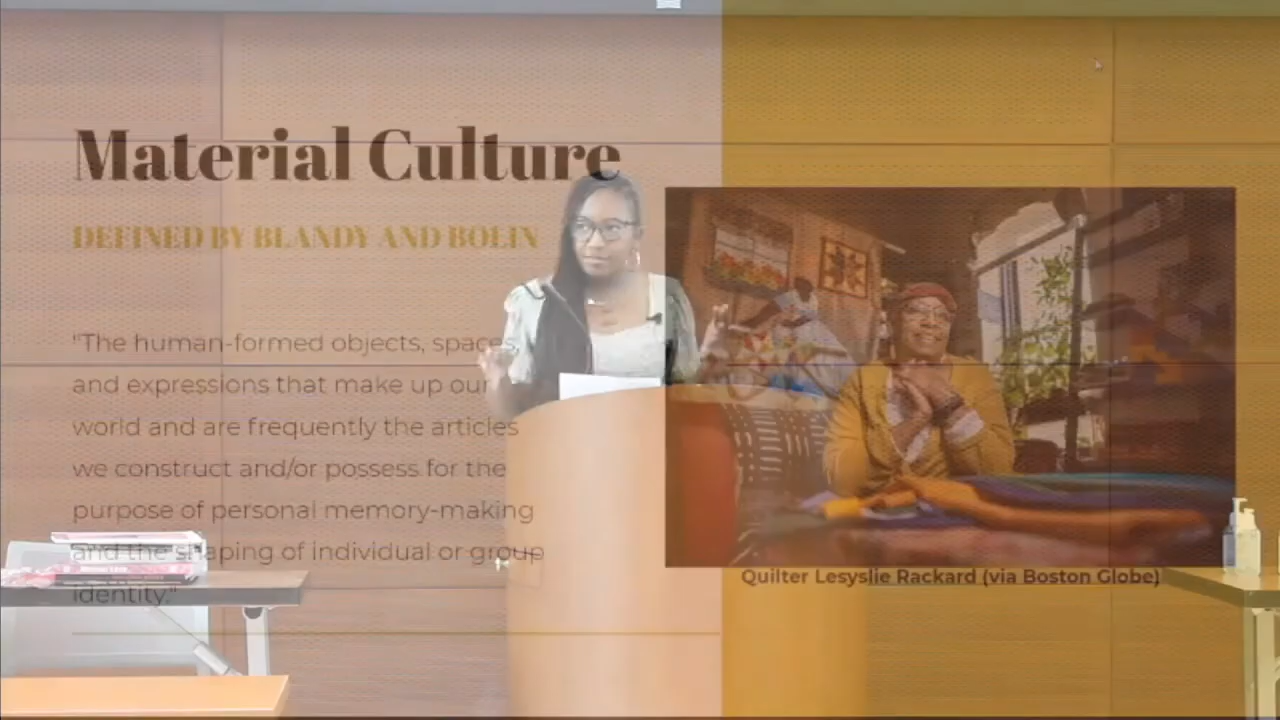 Material Culture
DEFINED BY BLANDY AND BOLIN
"The human-formed objects, spaces,
and expressions that make up our
world and are frequently the articles
we construct and/or possess for the
purpose of personal memory-making
and the shaping of individual or group
identity."
Quilter Lesyslie Rackard (via Boston Globe)